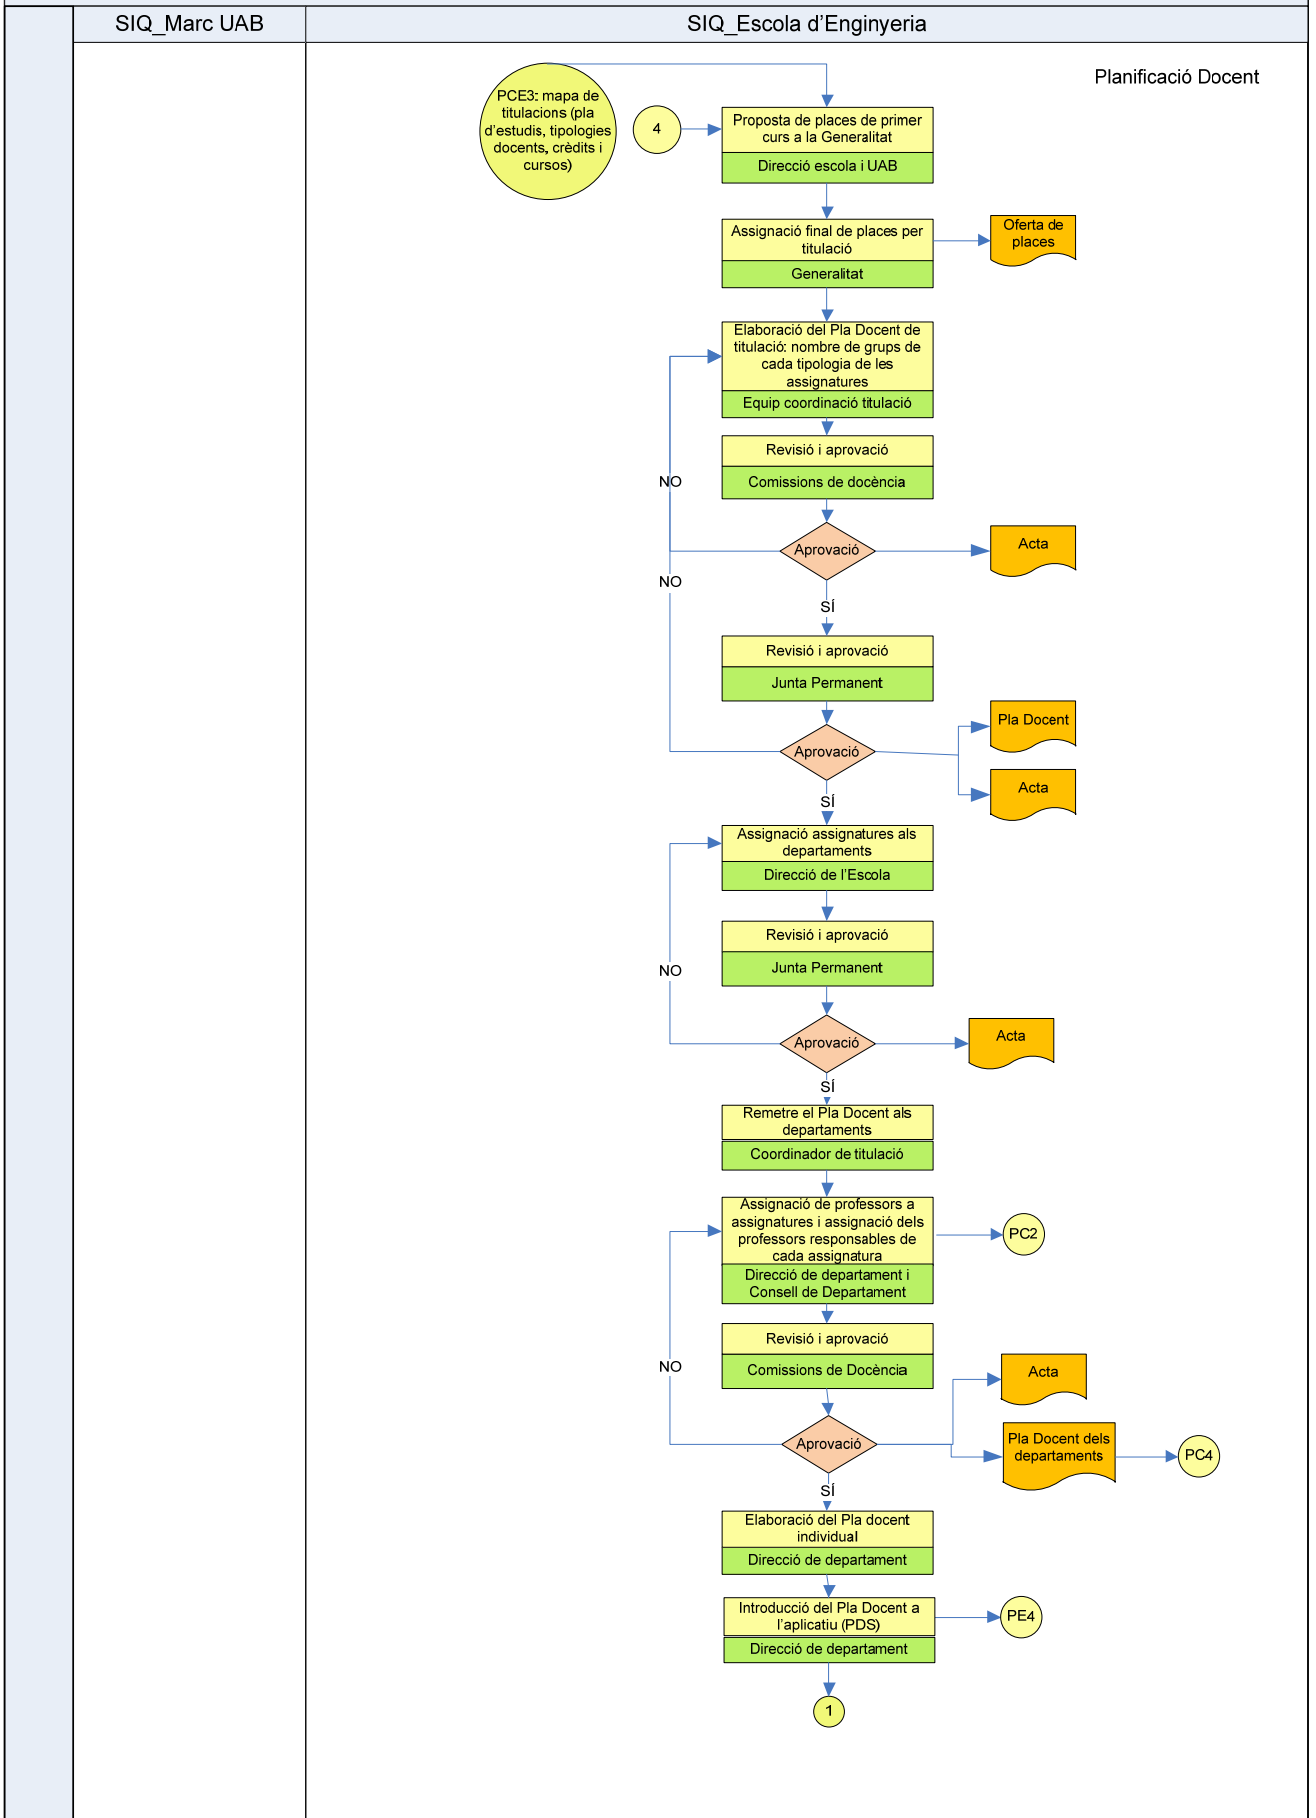 SIQ_Marc UAB
SIQ_Escola d'Enginyeria
Planificació Docent
PCE3: mapa de
titulacions (pla
d'estudis, tipologies
docents, crèdits i
cursos)
4
Proposta de places de primer
curs a la Generalitat
Direcció escola i UAB
Assignació final de places per
titulació
Generalitat
Oferta de
places
Elaboració del Pla Docent de
titulació: nombre de grups de
cada tipologia de les
assignatures
Equip coordinació titulació
Revisió i aprovació
Comissions de docència
NO
Aprovació
Acta
NO
SÍ
Revisió i aprovació
Junta Permanent
Aprovació
Pla Docent
Acta
SÍ
Assignació assignatures als
departaments
Direcció de l'Escola
Revisió i aprovació
Junta Permanent
NO
Aprovació
Acta
SÍ
Remetre el Pla Docent als
departaments
Coordinador de titulació
Assignació de professors a
assignatures i assignació dels
professors responsables de
cada assignatura
Direcció de departament i
Consell de Departament
PC2
Revisió i aprovació
Comissions de Docència
NO
Acta
Aprovació
Pla Docent dels
departaments
PC4
SÍ
Elaboració del Pla docent
individual
Direcció de departament
Introducció del Pla Docent a
l'aplicatiu (PDS)
Direcció de departament
PE4
1